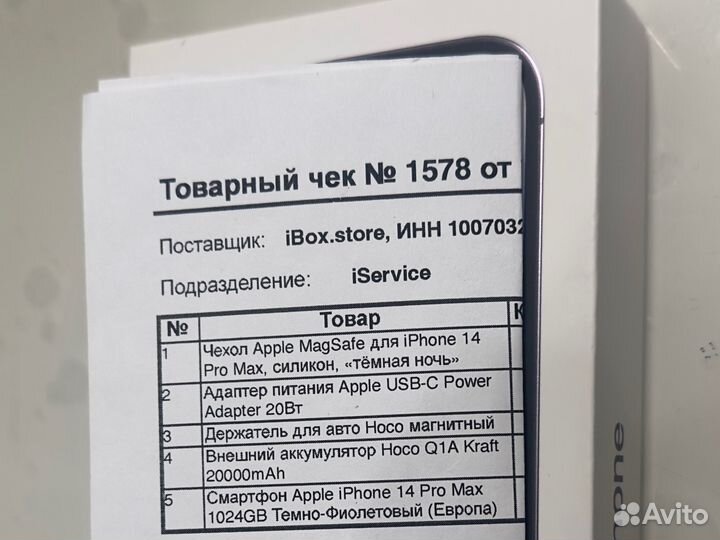 Товарный чек № 1578 от
Поставщик: iBox.store, ИНН 1007032
Подразделение: iService
№ Товар К
1 Чехол Apple MagSafe для iPhone 14
Pro Max, силикон, «тёмная ночь»
2 Адаптер питания Apple USB-C Power
Adapter 20Вт
3 Держатель для авто Hoco магнитный
4 Внешний аккумулятор Hoco Q1A Kraft
20000mAh
5 Смартфон Apple iPhone 14 Pro Max
1024GB Темно-Фиолетовый (Европа)
one
Avito